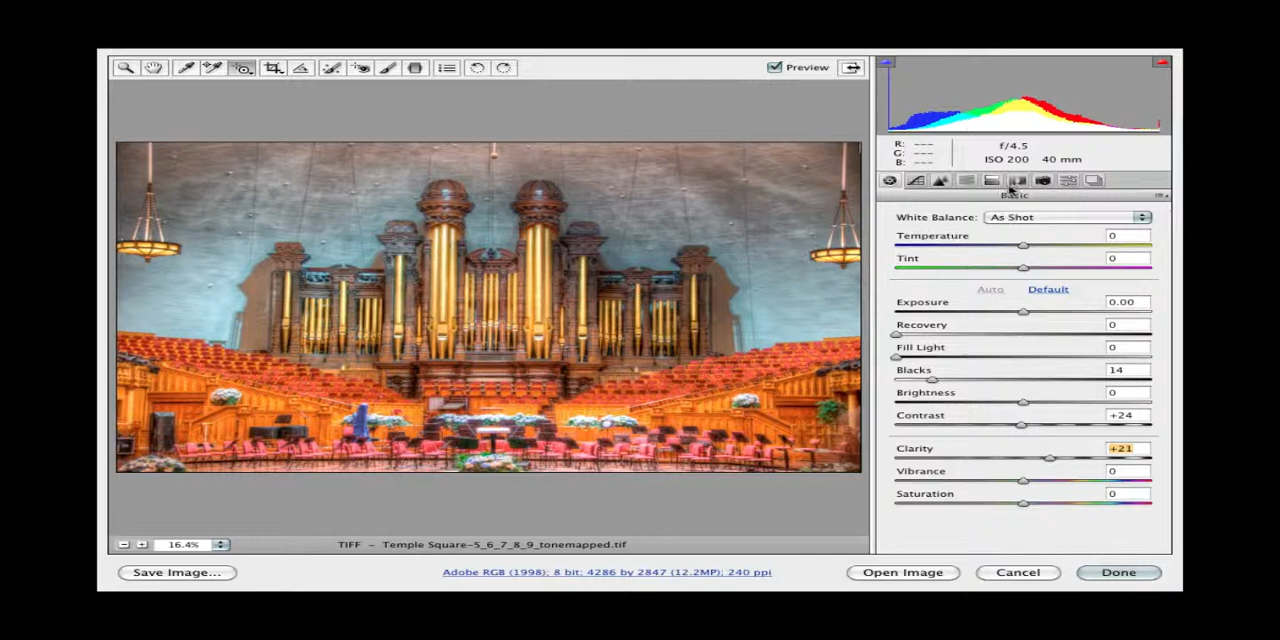 Preview
R: ---
G: ---
B: ---
f/4.5
ISO 200 40 mm
Basic
White Balance: As Shot
Temperature 0
Tint 0
Auto Default
Exposure 0.00
Recovery 0
Fill Light 0
Blacks 14
Brightness 0
Contrast +24
Clarity +21
Vibrance 0
Saturation 0
16.4%
TIFF - Temple Square-5_6_7_8_9_tonemapped.tif
Save Image...
Adobe RGB (1998); 8 bit; 4286 by 2847 (12.2MP); 240 ppi
Open Image
Cancel
Done